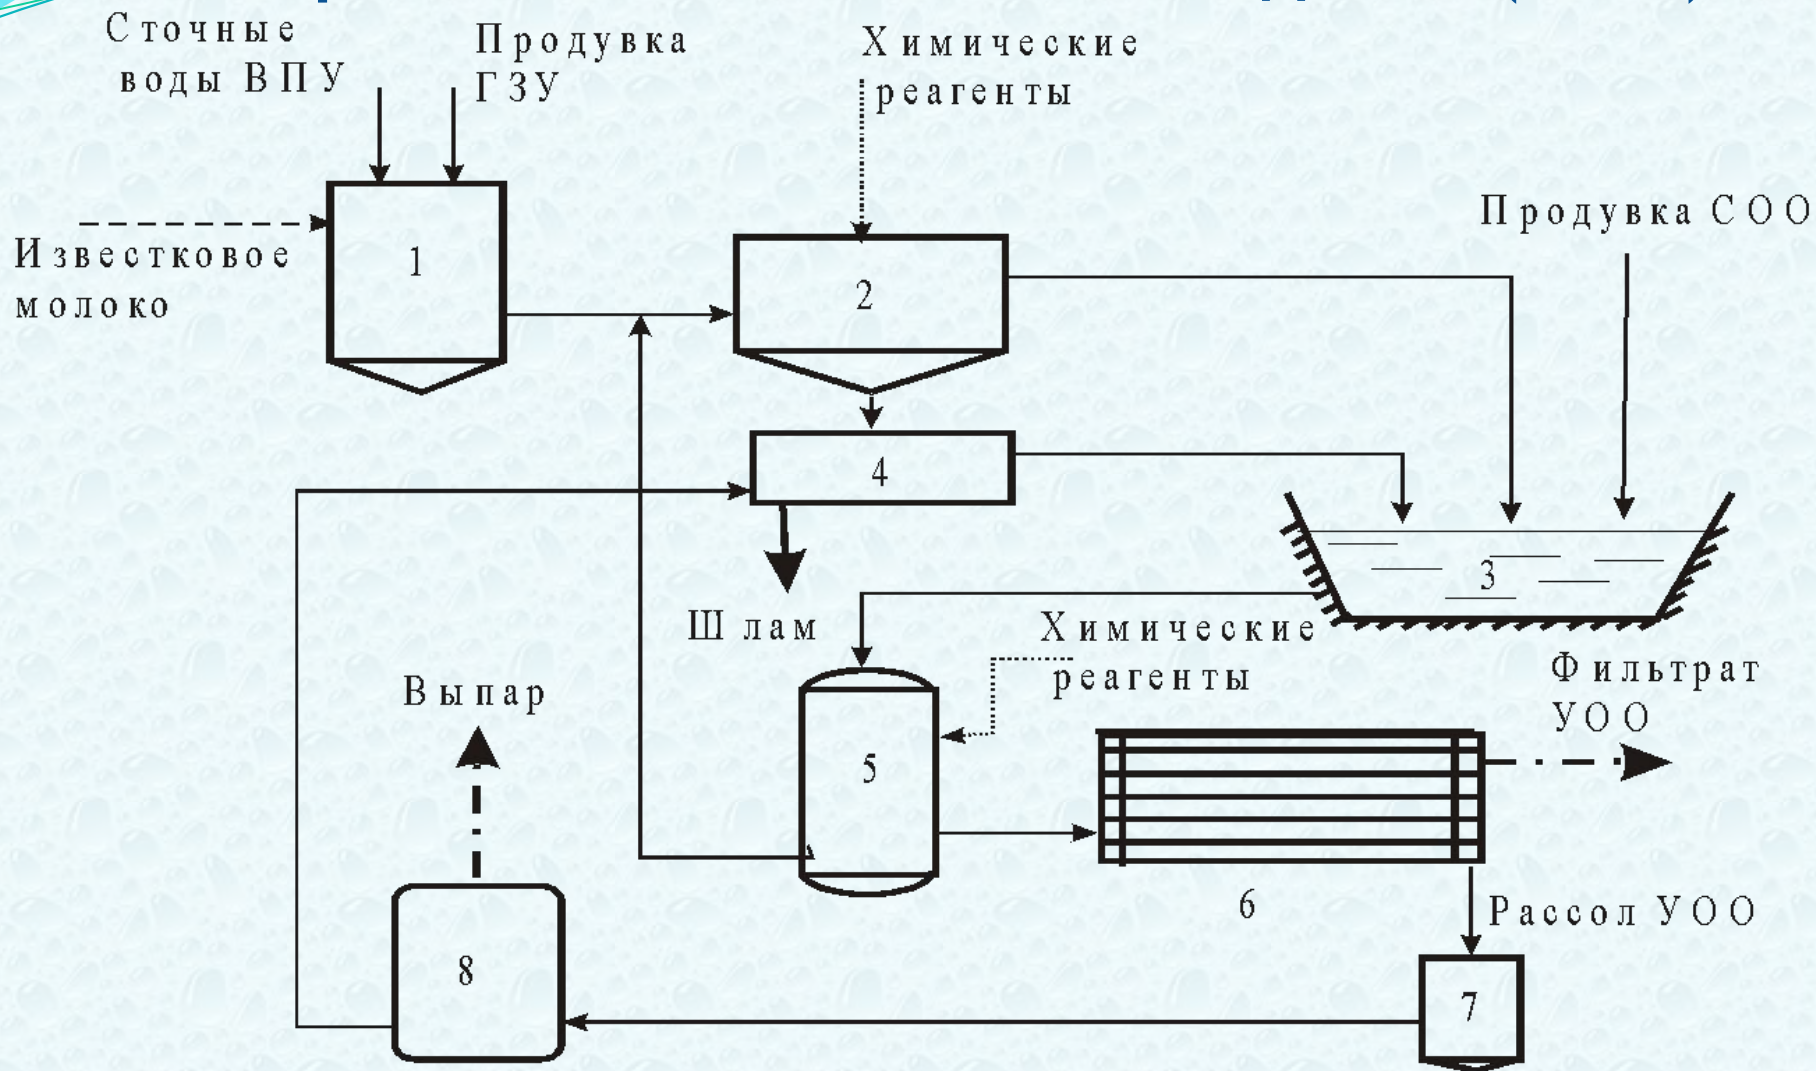 Сточные
воды ВПУ
Продувка
ГЗУ
Химические
реагенты
Продувка СОО
Известковое
молоко
1
2
4
3
Шлам
Химические
реагенты
Фильтрат
УОО
Выпар
5
6
Рассол УОО
8
7